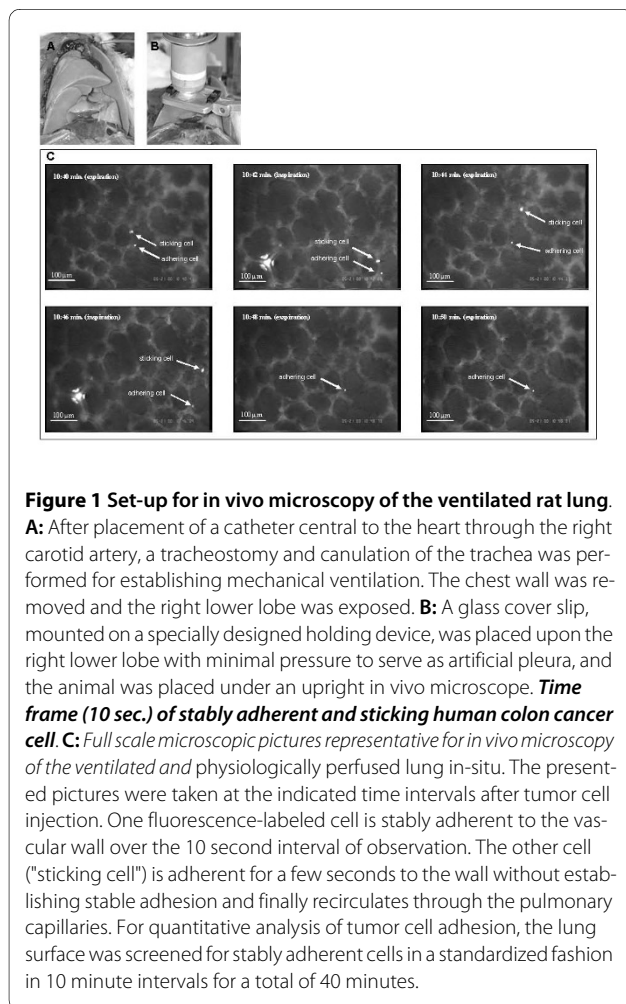 A
B
C
10:40 min. (expiration)
sticking cell
adhering cell
100 µm
10:42 min. (inspiration)
sticking cell
adhering cell
100 µm
10:44 min. (expiration)
sticking cell
adhering cell
100 µm
10:46 min. (inspiration)
sticking cell
adhering cell
100 µm
10:48 min. (expiration)
adhering cell
100 µm
10:50 min. (expiration)
adhering cell
100 µm
Figure 1 Set-up for in vivo microscopy of the ventilated rat lung.
A: After placement of a catheter central to the heart through the right
carotid artery, a tracheostomy and canulation of the trachea was per-
formed for establishing mechanical ventilation. The chest wall was re-
moved and the right lower lobe was exposed. B: A glass cover slip,
mounted on a specially designed holding device, was placed upon the
right lower lobe with minimal pressure to serve as artificial pleura, and
the animal was placed under an upright in vivo microscope. Time
frame (10 sec.) of stably adherent and sticking human colon cancer
cell. C: Full scale microscopic pictures representative for in vivo microscopy
of the ventilated and physiologically perfused lung in-situ. The present-
ed pictures were taken at the indicated time intervals after tumor cell
injection. One fluorescence-labeled cell is stably adherent to the vas-
cular wall over the 10 second interval of observation. The other cell
("sticking cell") is adherent for a few seconds to the wall without estab-
lishing stable adhesion and finally recirculates through the pulmonary
capillaries. For quantitative analysis of tumor cell adhesion, the lung
surface was screened for stably adherent cells in a standardized fashion
in 10 minute intervals for a total of 40 minutes.